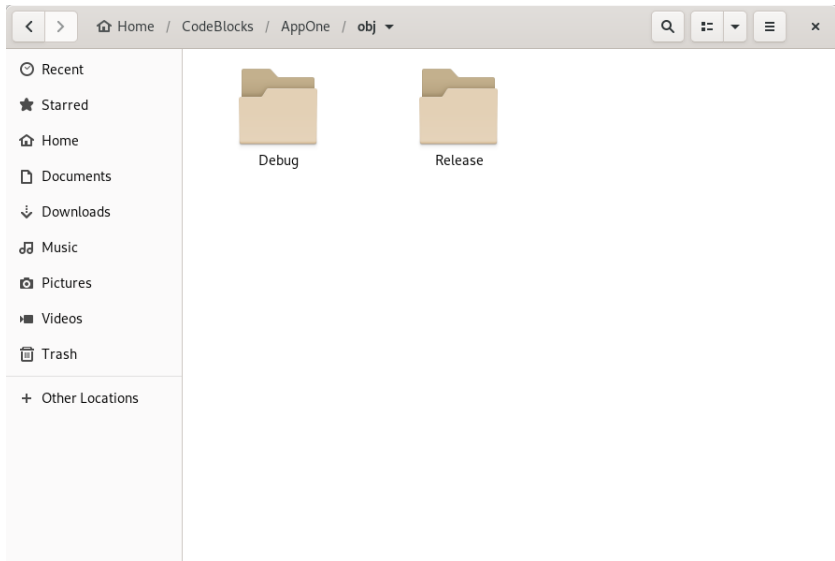 Home / CodeBlocks / AppOne / obj
Recent
Starred
Home
Documents
Downloads
Music
Pictures
Videos
Trash
+ Other Locations
Debug
Release